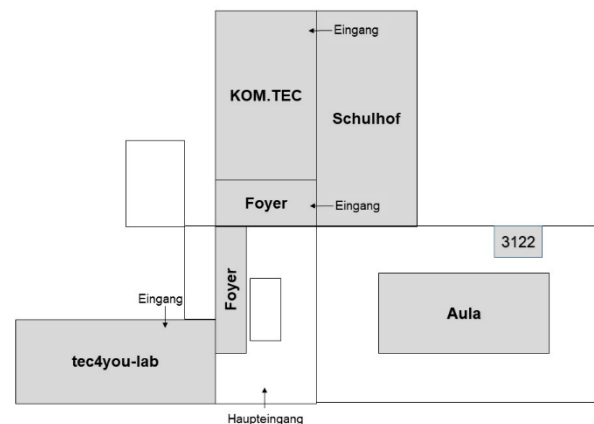 Eingang
KOM.TEC
Schulhof
Foyer
Eingang
3122
Foyer
Eingang
Aula
tec4you-lab
Haupteingang